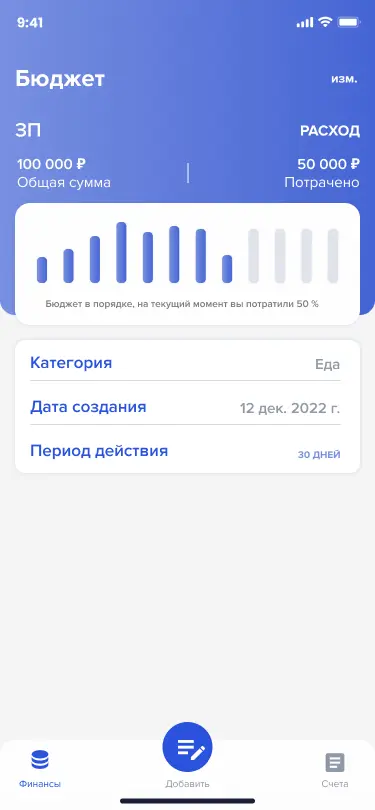 9:41
Бюджет изм.
ЗП РАСХОД
100 000 ₽ 50 000 ₽
Общая сумма Потрачено
Бюджет в порядке, на текущий момент вы потратили 50 %
Категория Еда
Дата создания 12 дек. 2022 г.
Период действия 30 ДНЕЙ
Финансы Добавить Счета